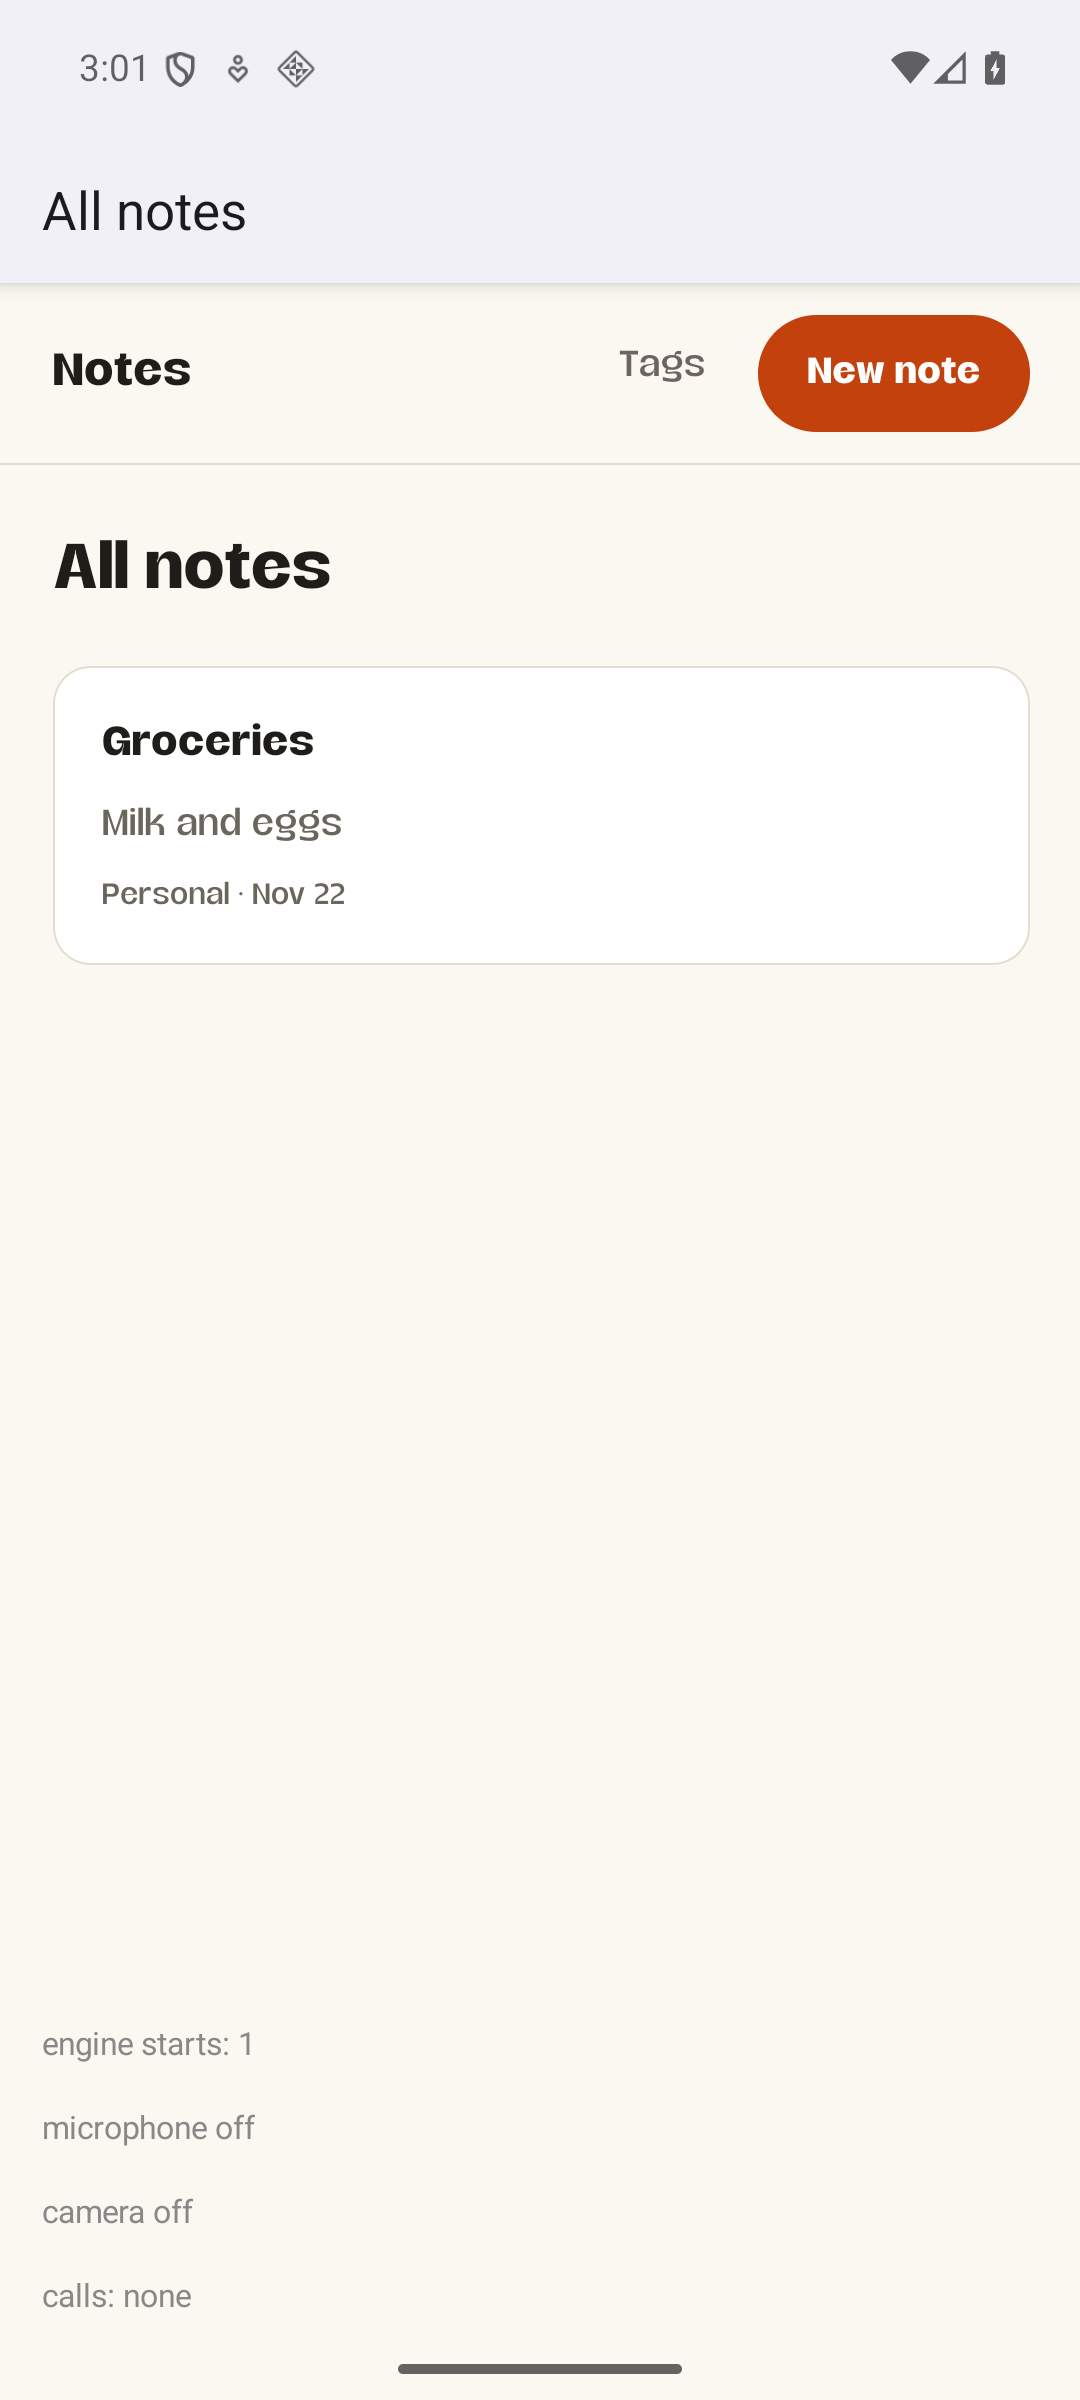 3:01
All notes
Notes
Tags
New note
All notes
Groceries
Milk and eggs
Personal · Nov 22
engine starts: 1
microphone off
camera off
calls: none